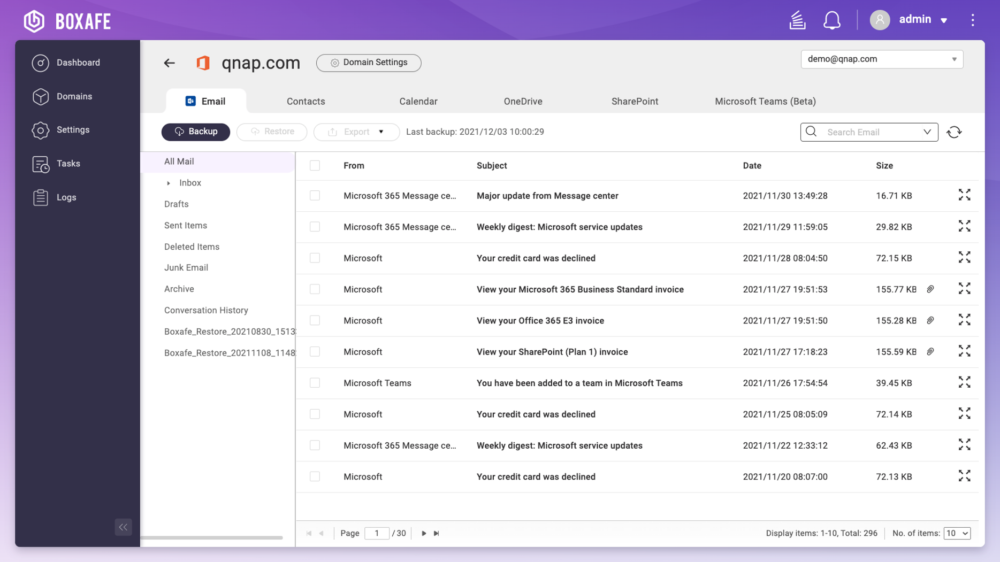 BOXAFE
admin
Dashboard
Domains
Settings
Tasks
Logs
qnap.com
Domain Settings
demo@qnap.com
Email Contacts Calendar OneDrive SharePoint Microsoft Teams (Beta)
Backup Restore Export Last backup: 2021/12/03 10:00:29 Search Email
All Mail
Inbox
Drafts
Sent Items
Deleted Items
Junk Email
Archive
Conversation History
Boxafe_Restore_20210830_1513
Boxafe_Restore_20211108_1148
From Subject Date Size
Microsoft 365 Message ce... Major update from Message center 2021/11/30 13:49:28 16.71 KB
Microsoft 365 Message ce... Weekly digest: Microsoft service updates 2021/11/29 11:59:05 29.82 KB
Microsoft Your credit card was declined 2021/11/28 08:04:50 72.15 KB
Microsoft View your Microsoft 365 Business Standard invoice 2021/11/27 19:51:53 155.77 KB
Microsoft View your Office 365 E3 invoice 2021/11/27 19:51:50 155.28 KB
Microsoft View your SharePoint (Plan 1) invoice 2021/11/27 17:18:23 155.59 KB
Microsoft Teams You have been added to a team in Microsoft Teams 2021/11/26 17:54:54 39.45 KB
Microsoft Your credit card was declined 2021/11/25 08:05:09 72.14 KB
Microsoft 365 Message ce... Weekly digest: Microsoft service updates 2021/11/22 12:33:12 62.43 KB
Microsoft Your credit card was declined 2021/11/20 08:07:00 72.13 KB
Page 1 / 30 Display items: 1-10, Total: 296 No. of items: 10